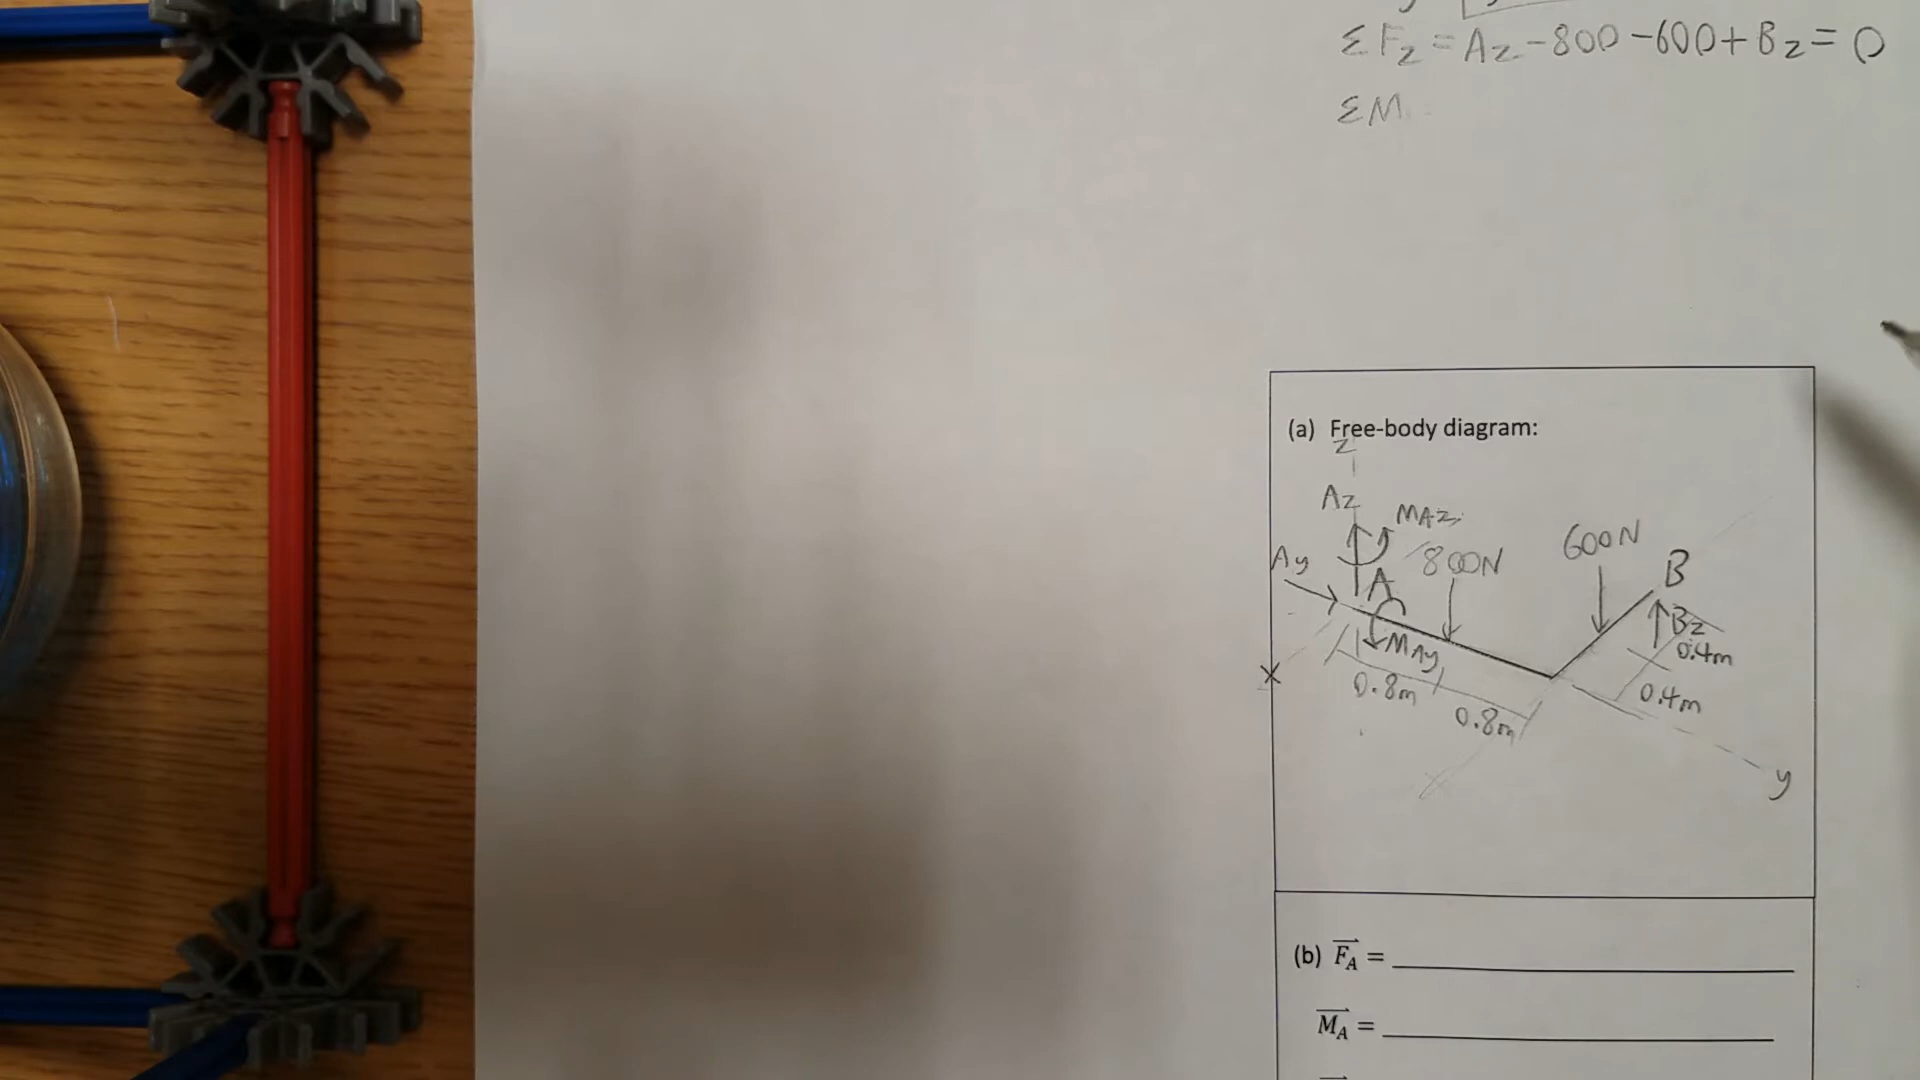 ΣFz = Az - 800 - 600 + Bz = 0
ΣM
(a) Free-body diagram:
z
Az
MAz
Ay
A
800N
600N
B
Bz
MAy
0.4m
0.8m
0.4m
0.8m
x
y
(b) FA =
MA =